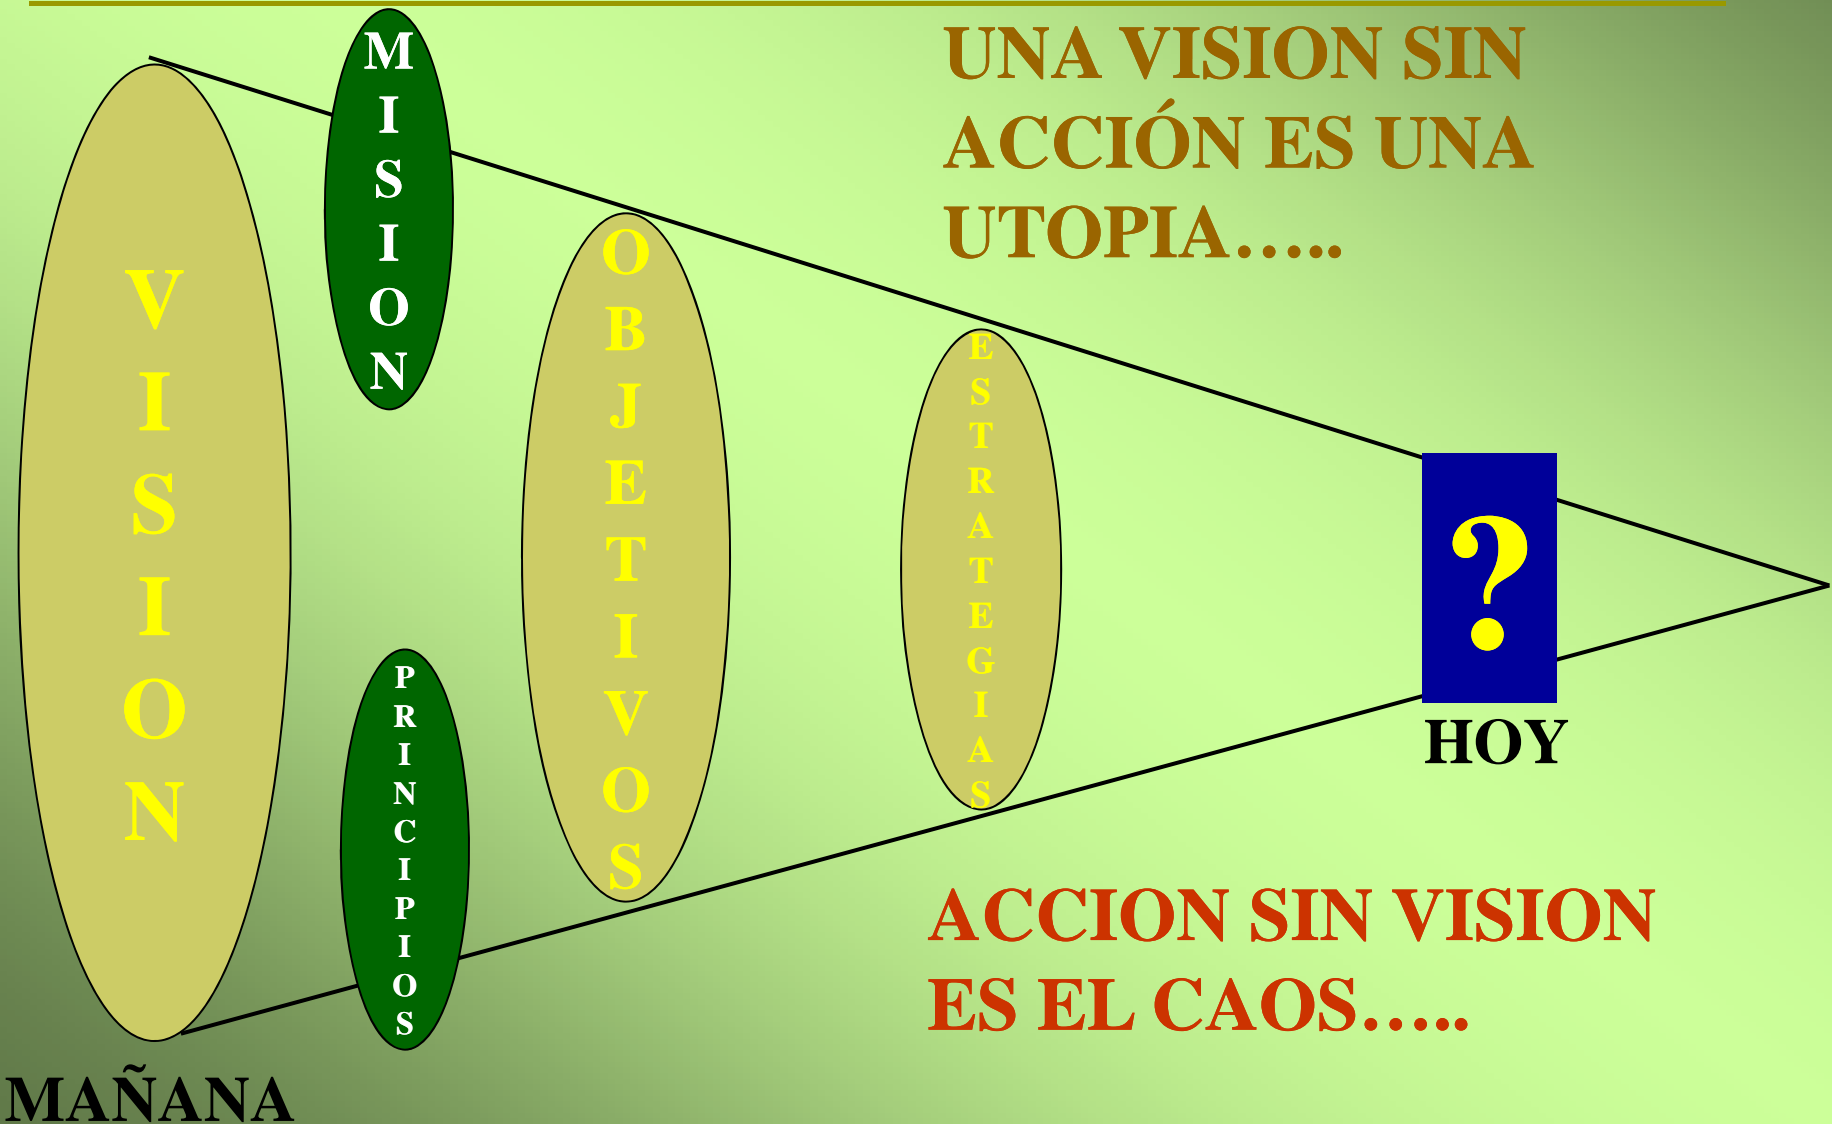 UNA VISION SIN
ACCIÓN ES UNA
UTOPIA…..
VISION
MISION
PRINCIPIOS
OBJETIVOS
ESTRATEGIAS
?
HOY
ACCION SIN VISION
ES EL CAOS…..
MAÑANA